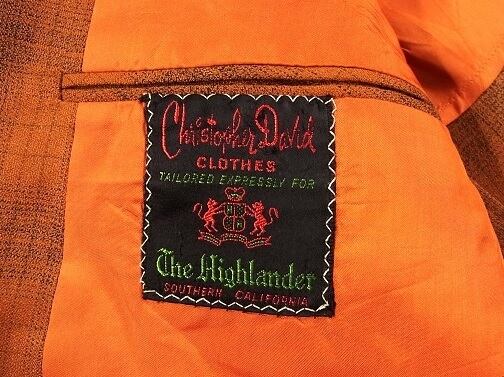 Christopher David
CLOTHES
TAILORED EXPRESSLY FOR
The Highlander
SOUTHERN CALIFORNIA